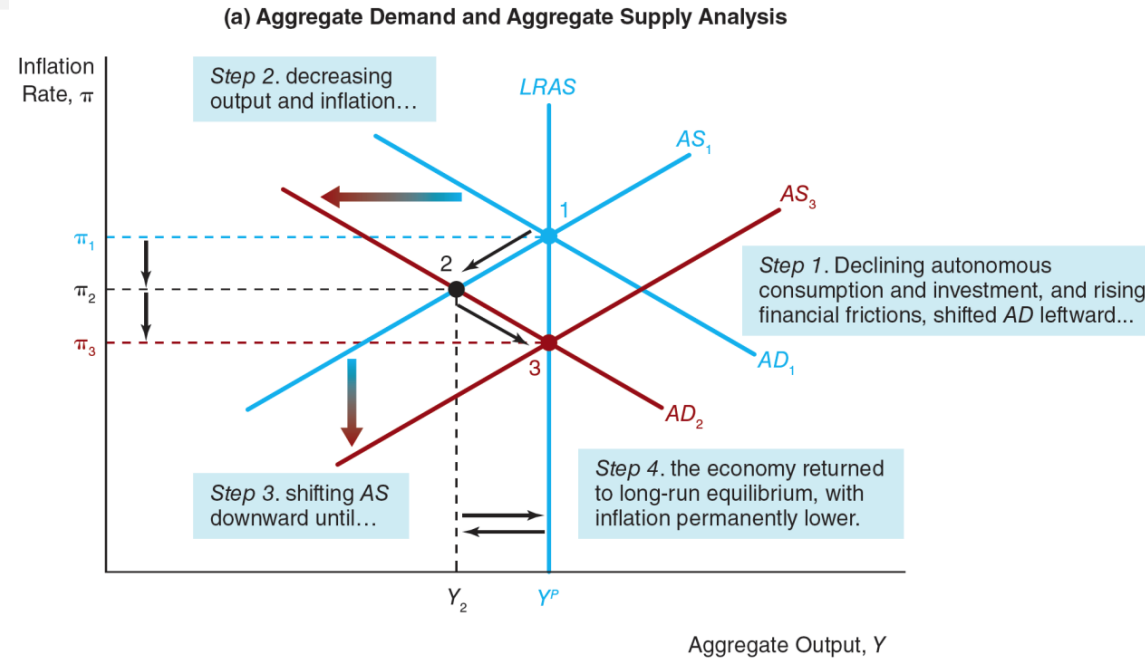 (a) Aggregate Demand and Aggregate Supply Analysis
Inflation
Rate, π
Step 2. decreasing
output and inflation…
LRAS
AS₁
AS₃
1
π₁
2
π₂
Step 1. Declining autonomous
consumption and investment, and rising
financial frictions, shifted AD leftward...
π₃
3
AD₁
AD₂
Step 3. shifting AS
downward until…
Step 4. the economy returned
to long-run equilibrium, with
inflation permanently lower.
Y₂
Yᴾ
Aggregate Output, Y